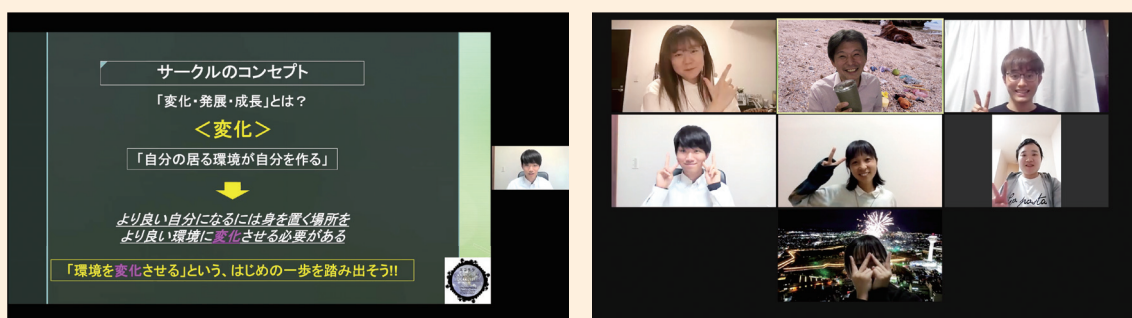 サークルのコンセプト
「変化・発展・成長」とは？
＜変化＞
「自分の居る環境が自分を作る」
より良い自分になるには身を置く場所を
より良い環境に変化させる必要がある
「環境を変化させる」という、はじめの一歩を踏み出そう!!